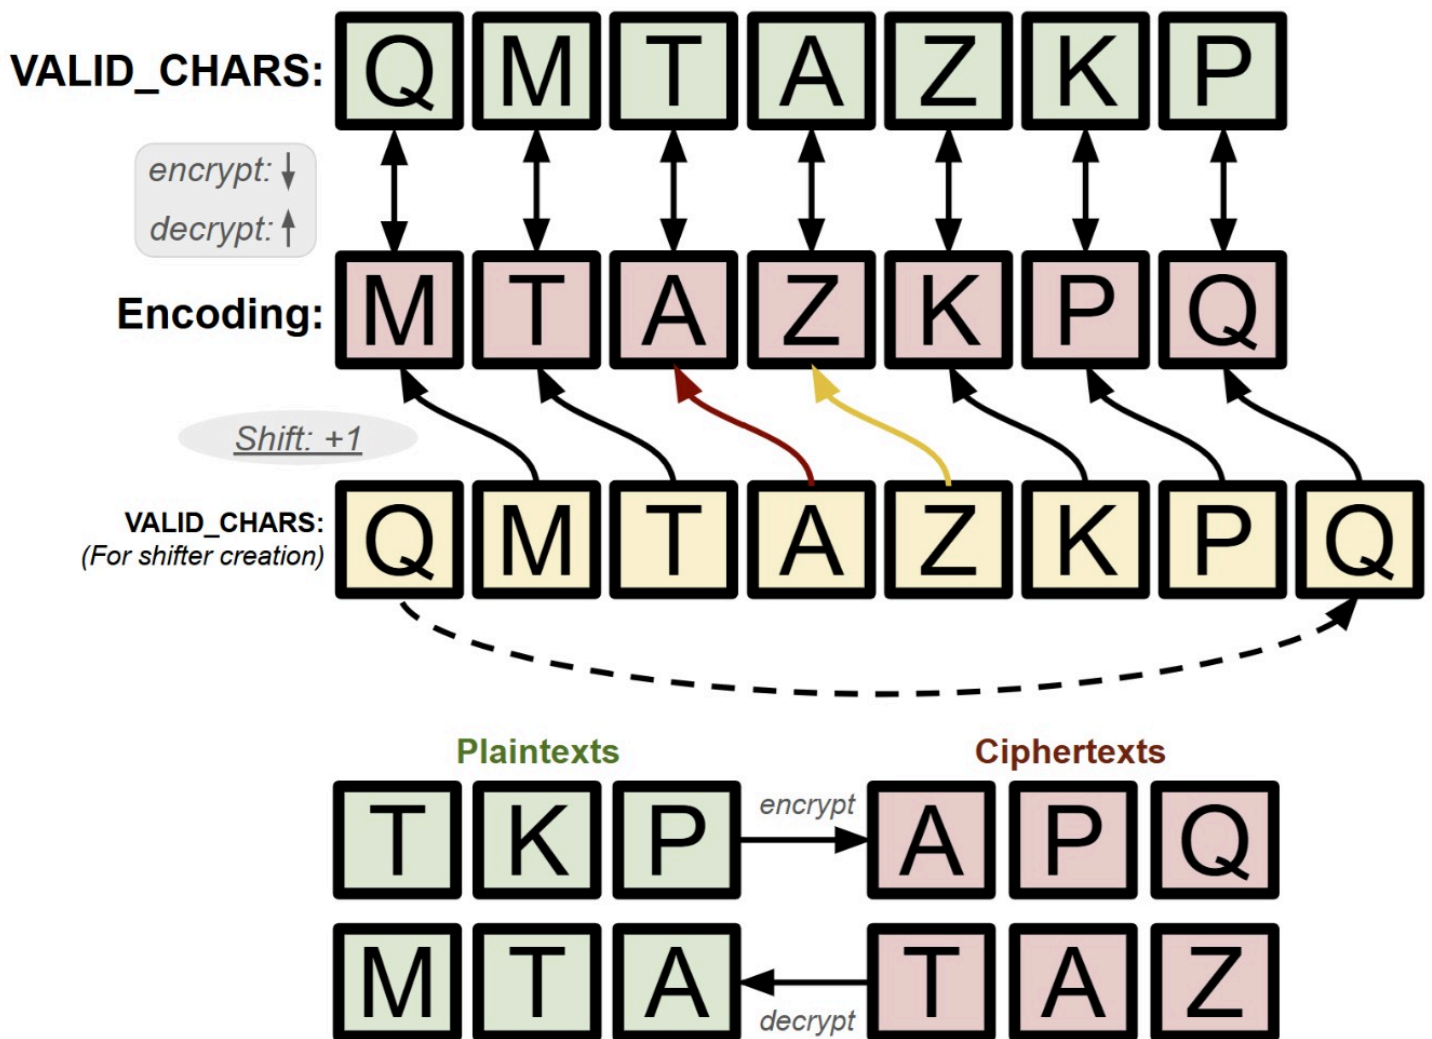 VALID_CHARS: Q M T A Z K P
encrypt: ↓
decrypt: ↑
Encoding: M T A Z K P Q
Shift: +1
VALID_CHARS:
(For shifter creation)
Q M T A Z K P Q
Plaintexts Ciphertexts
T K P encrypt A P Q
M T A decrypt T A Z